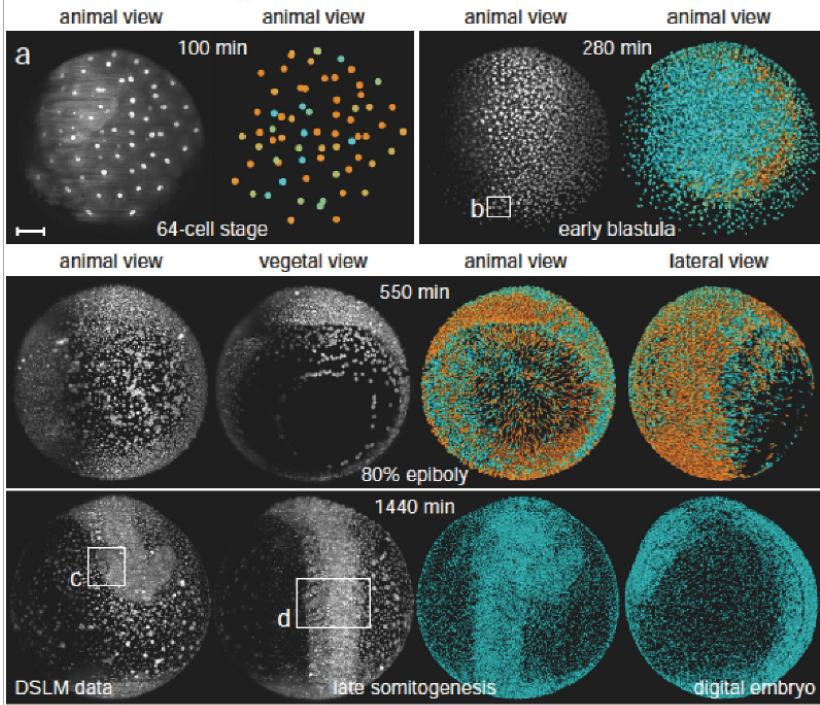 animal view animal view animal view animal view
a 100 min 280 min
b
64-cell stage early blastula
animal view vegetal view animal view lateral view
550 min
80% epiboly
1440 min
c
d
DSLM data late somitogenesis digital embryo